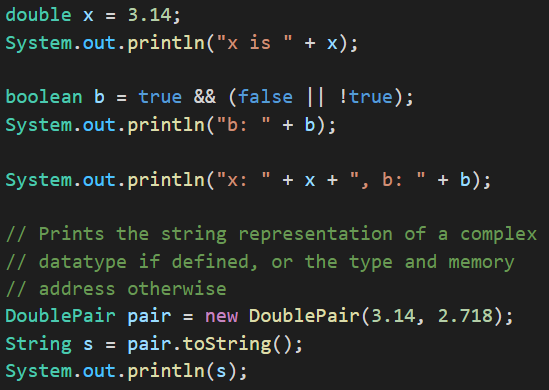 double x = 3.14;
System.out.println("x is " + x);
boolean b = true && (false || !true);
System.out.println("b: " + b);
System.out.println("x: " + x + ", b: " + b);
// Prints the string representation of a complex
// datatype if defined, or the type and memory
// address otherwise
DoublePair pair = new DoublePair(3.14, 2.718);
String s = pair.toString();
System.out.println(s);